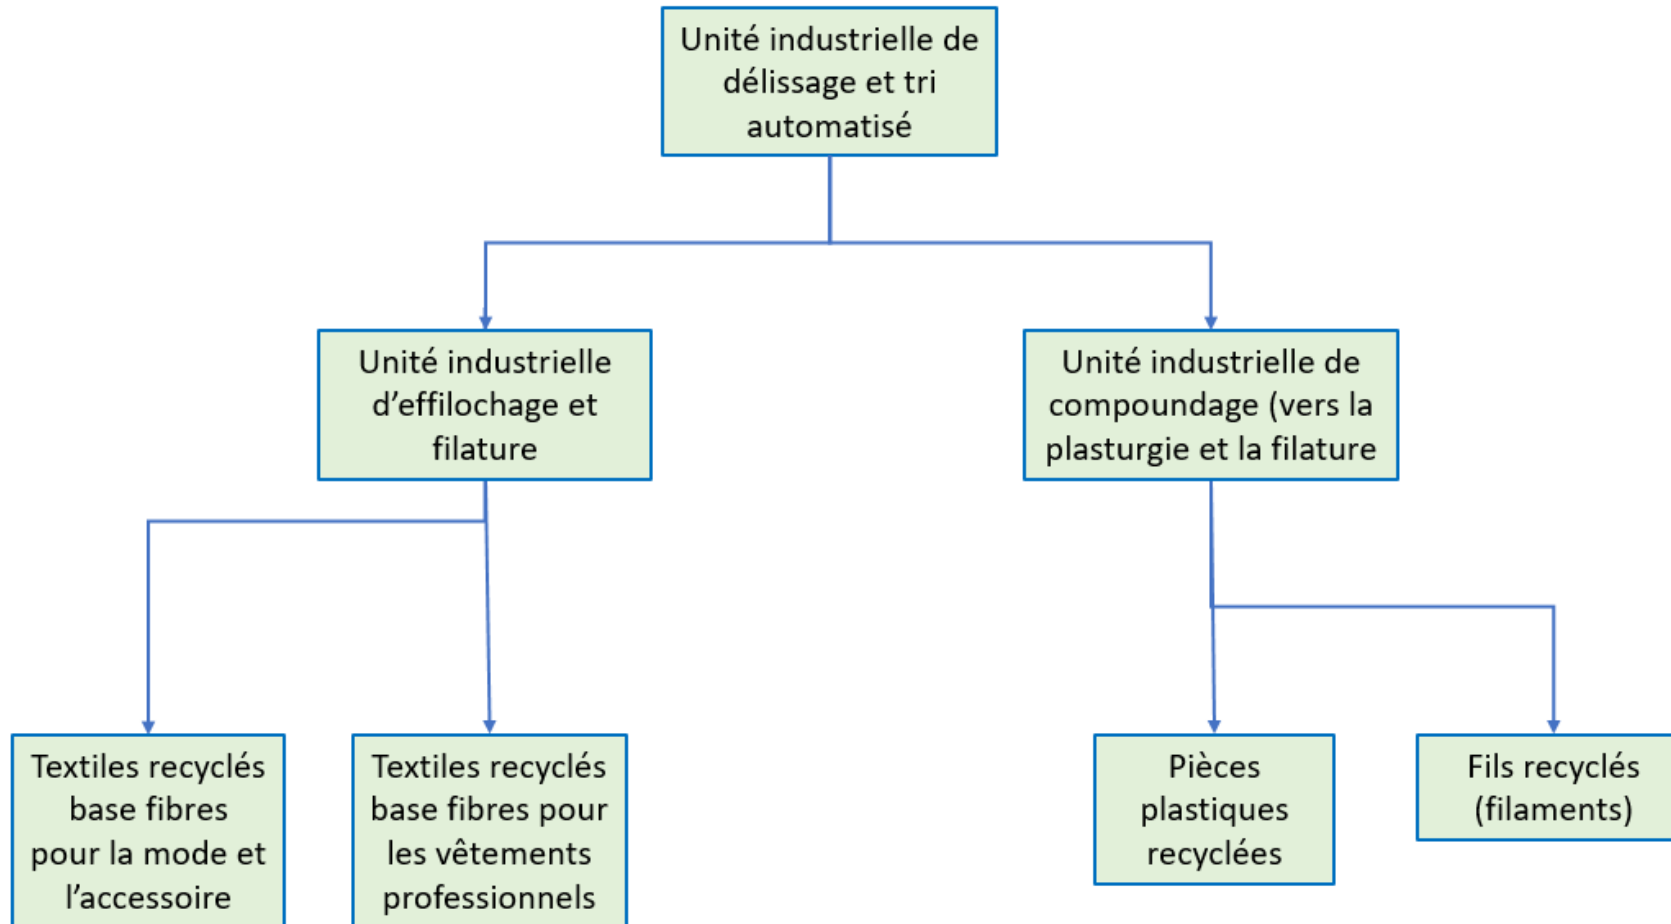 Unité industrielle de
délissage et tri
automatisé
Unité industrielle
d’effilochage et
filature
Unité industrielle de
compoundage (vers la
plasturgie et la filature
Textiles recyclés
base fibres
pour la mode et
l’accessoire
Textiles recyclés
base fibres pour
les vêtements
professionnels
Pièces
plastiques
recyclées
Fils recyclés
(filaments)